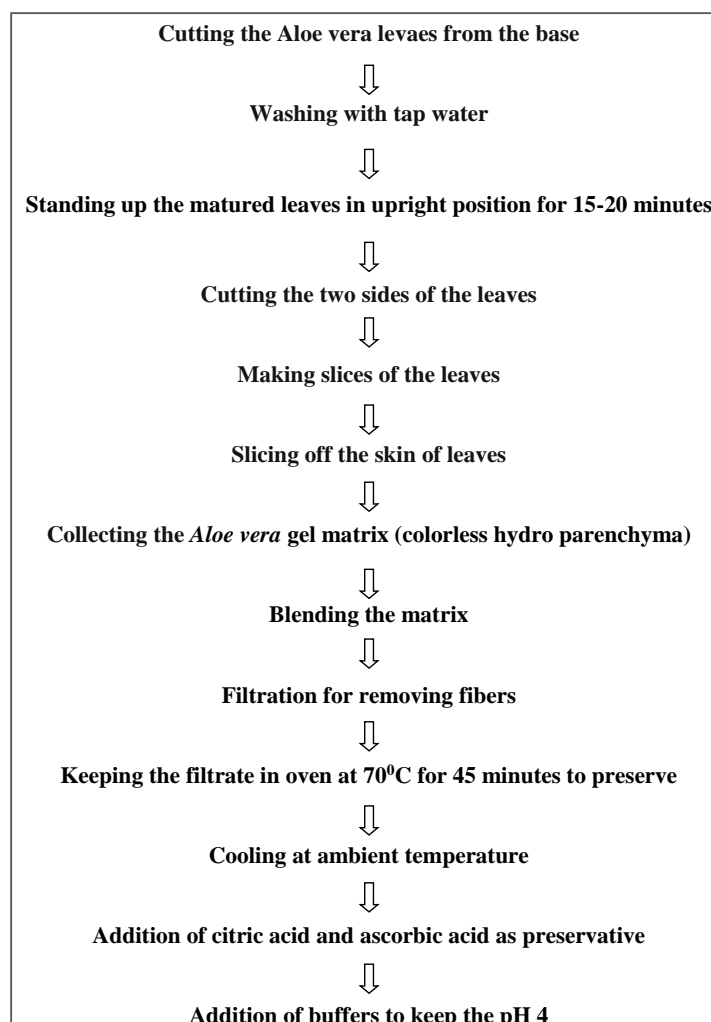 Cutting the Aloe vera levaes from the base
Washing with tap water
Standing up the matured leaves in upright position for 15-20 minutes
Cutting the two sides of the leaves
Making slices of the leaves
Slicing off the skin of leaves
Collecting the Aloe vera gel matrix (colorless hydro parenchyma)
Blending the matrix
Filtration for removing fibers
Keeping the filtrate in oven at 70⁰C for 45 minutes to preserve
Cooling at ambient temperature
Addition of citric acid and ascorbic acid as preservative
Addition of buffers to keep the pH 4